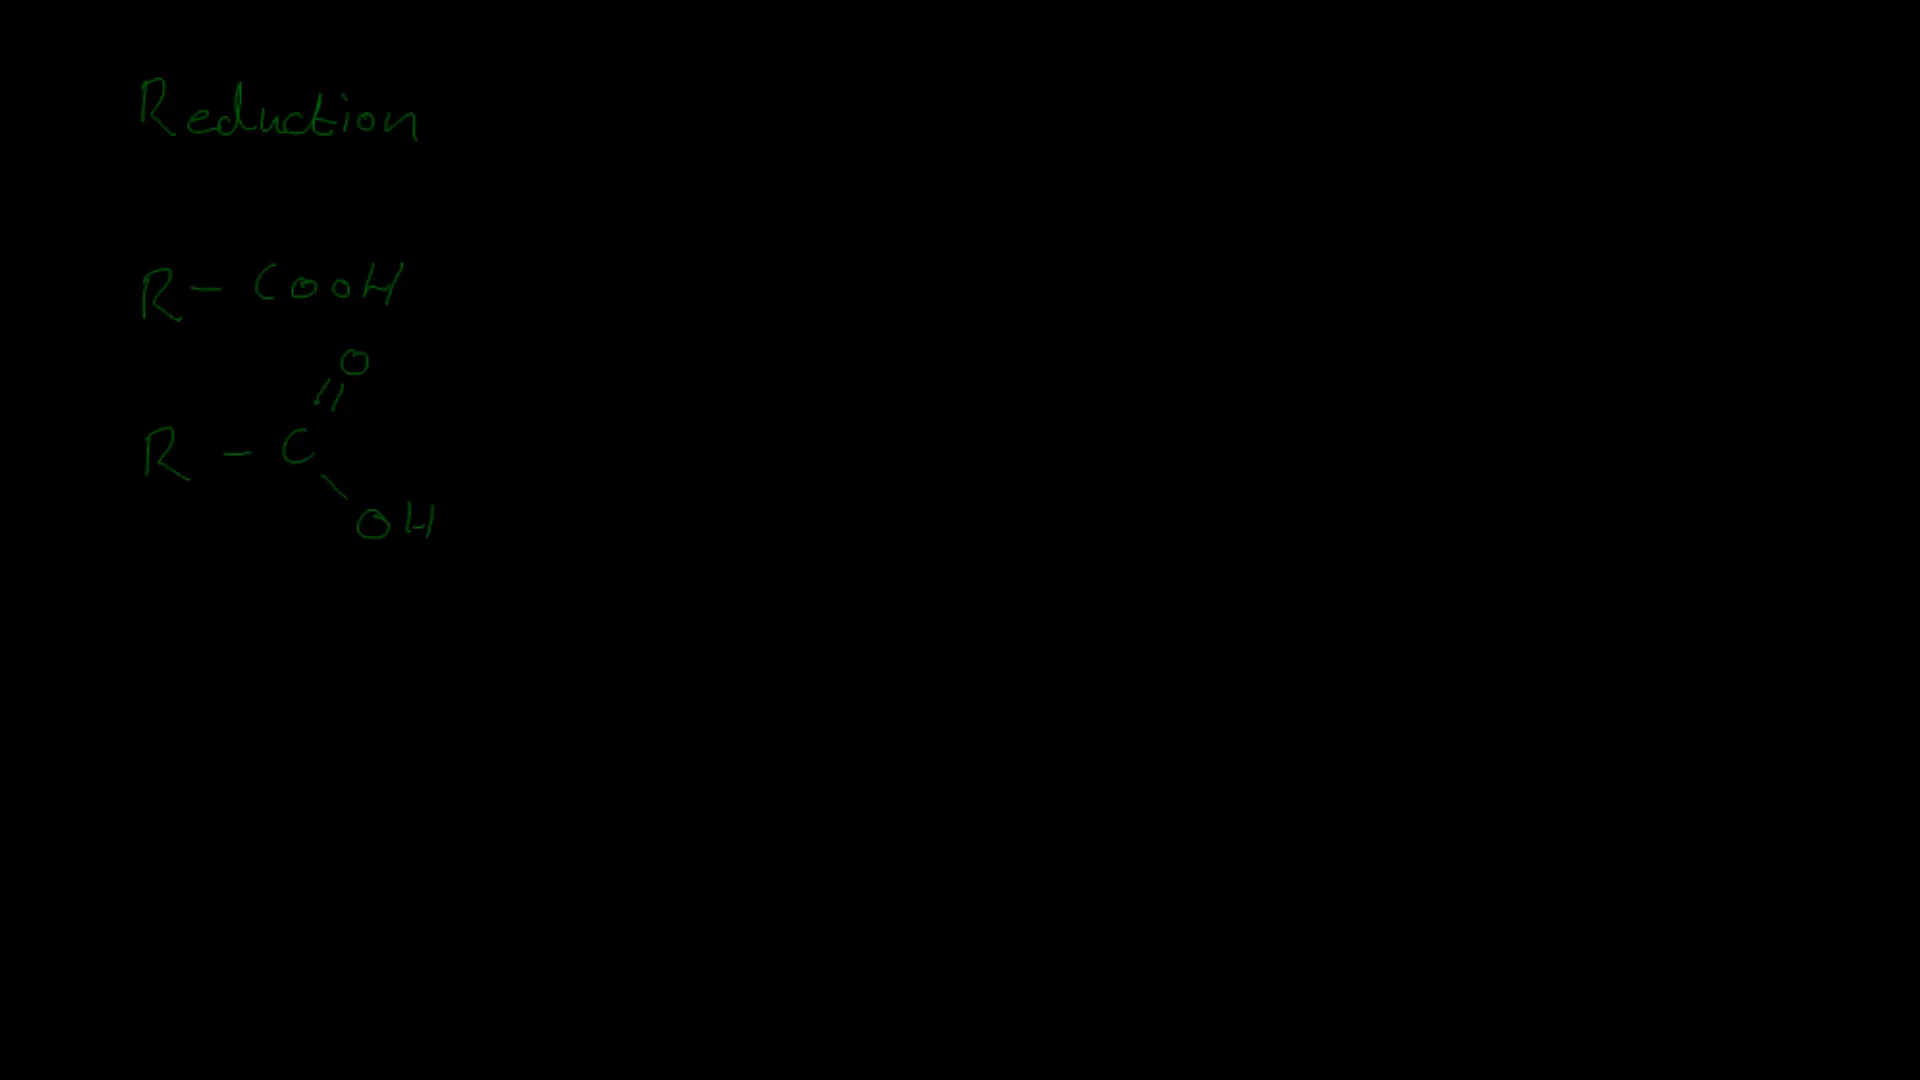 Reduction
R - COOH
O
//
R - C
\
OH